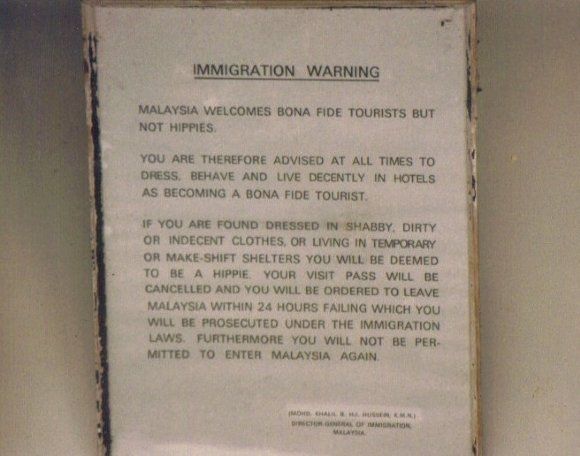 IMMIGRATION WARNING
MALAYSIA WELCOMES BONA FIDE TOURISTS BUT
NOT HIPPIES.
YOU ARE THEREFORE ADVISED AT ALL TIMES TO
DRESS, BEHAVE AND LIVE DECENTLY IN HOTELS
AS BECOMING A BONA FIDE TOURIST.
IF YOU ARE FOUND DRESSED IN SHABBY, DIRTY
OR INDECENT CLOTHES, OR LIVING IN TEMPORARY
OR MAKE-SHIFT SHELTERS YOU WILL BE DEEMED
TO BE A HIPPIE. YOUR VISIT PASS WILL BE
CANCELLED AND YOU WILL BE ORDERED TO LEAVE
MALAYSIA WITHIN 24 HOURS FAILING WHICH YOU
WILL BE PROSECUTED UNDER THE IMMIGRATION
LAWS. FURTHERMORE YOU WILL NOT BE PER-
MITTED TO ENTER MALAYSIA AGAIN.
(MOHD. KHALIL B. HJ. HUSSEIN, K.M.N.)
DIRECTOR-GENERAL OF IMMIGRATION,
MALAYSIA.